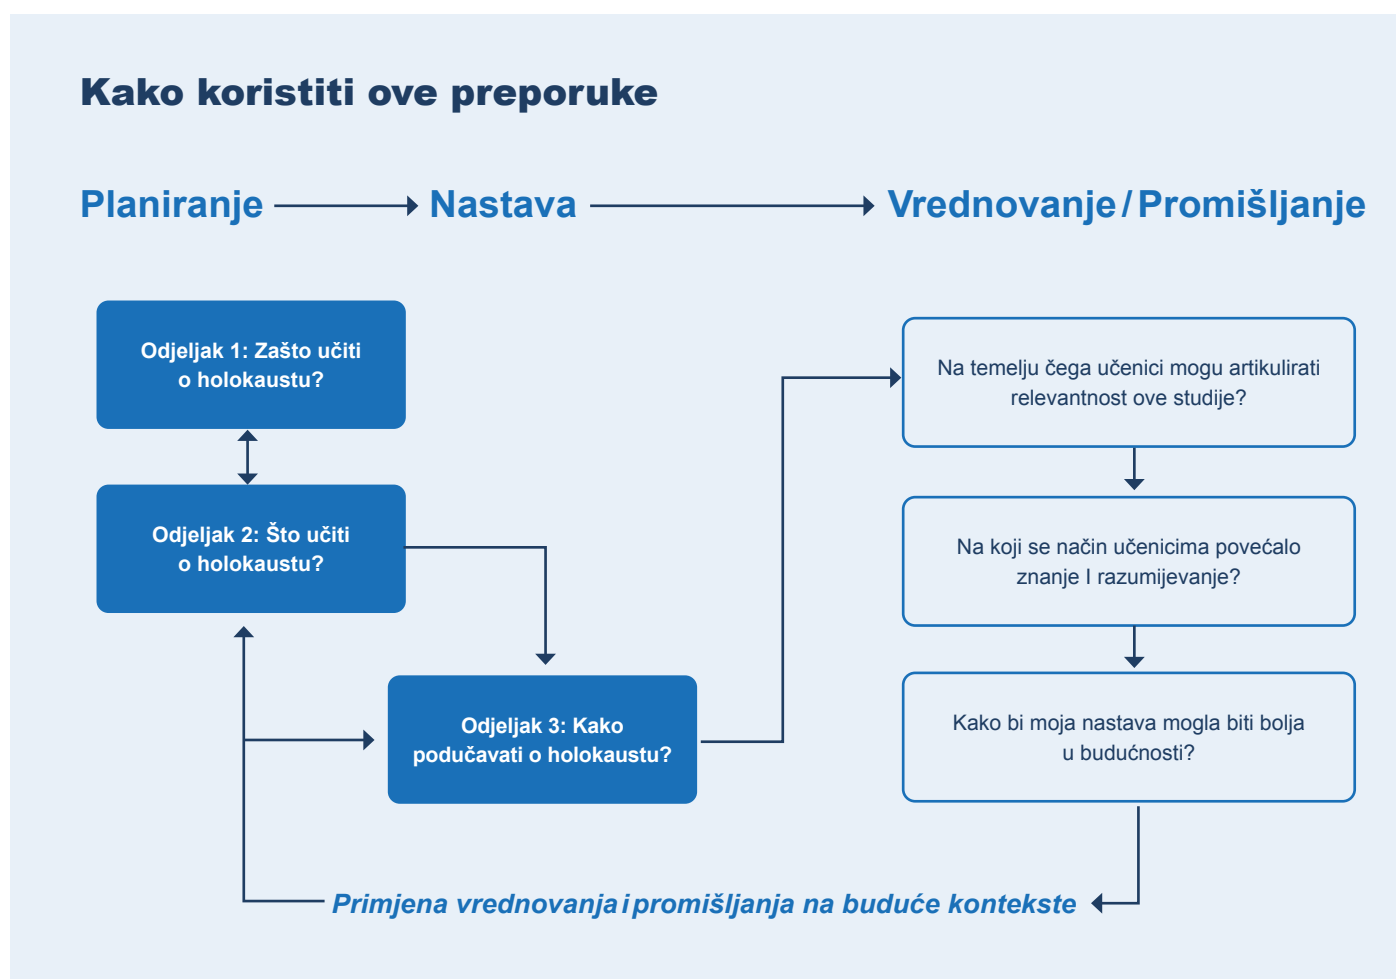 Kako koristiti ove preporuke
Planiranje
Nastava
Vrednovanje/Promišljanje
Odjeljak 1: Zašto učiti
o holokaustu?
Odjeljak 2: Što učiti
o holokaustu?
Odjeljak 3: Kako
podučavati o holokaustu?
Na temelju čega učenici mogu artikulirati
relevantnost ove studije?
Na koji se način učenicima povećalo
znanje I razumijevanje?
Kako bi moja nastava mogla biti bolja
u budućnosti?
Primjena vrednovanja i promišljanja na buduće kontekste